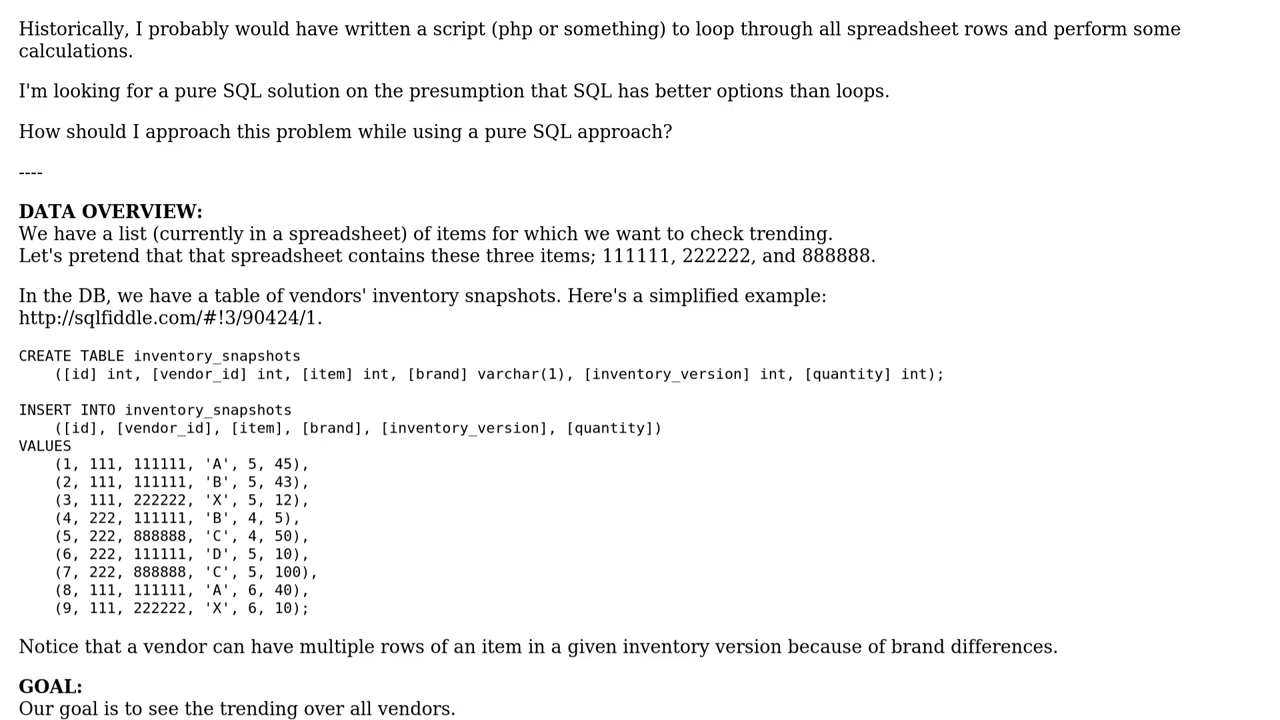 Historically, I probably would have written a script (php or something) to loop through all spreadsheet rows and perform some
calculations.
I'm looking for a pure SQL solution on the presumption that SQL has better options than loops.
How should I approach this problem while using a pure SQL approach?
----
DATA OVERVIEW:
We have a list (currently in a spreadsheet) of items for which we want to check trending.
Let's pretend that that spreadsheet contains these three items; 111111, 222222, and 888888.
In the DB, we have a table of vendors' inventory snapshots. Here's a simplified example:
http://sqlfiddle.com/#!3/90424/1.
CREATE TABLE inventory_snapshots
    ([id] int, [vendor_id] int, [item] int, [brand] varchar(1), [inventory_version] int, [quantity] int);
INSERT INTO inventory_snapshots
    ([id], [vendor_id], [item], [brand], [inventory_version], [quantity])
VALUES
    (1, 111, 111111, 'A', 5, 45),
    (2, 111, 111111, 'B', 5, 43),
    (3, 111, 222222, 'X', 5, 12),
    (4, 222, 111111, 'B', 4, 5),
    (5, 222, 888888, 'C', 4, 50),
    (6, 222, 111111, 'D', 5, 10),
    (7, 222, 888888, 'C', 5, 100),
    (8, 111, 111111, 'A', 6, 40),
    (9, 111, 222222, 'X', 6, 10);
Notice that a vendor can have multiple rows of an item in a given inventory version because of brand differences.
GOAL:
Our goal is to see the trending over all vendors.